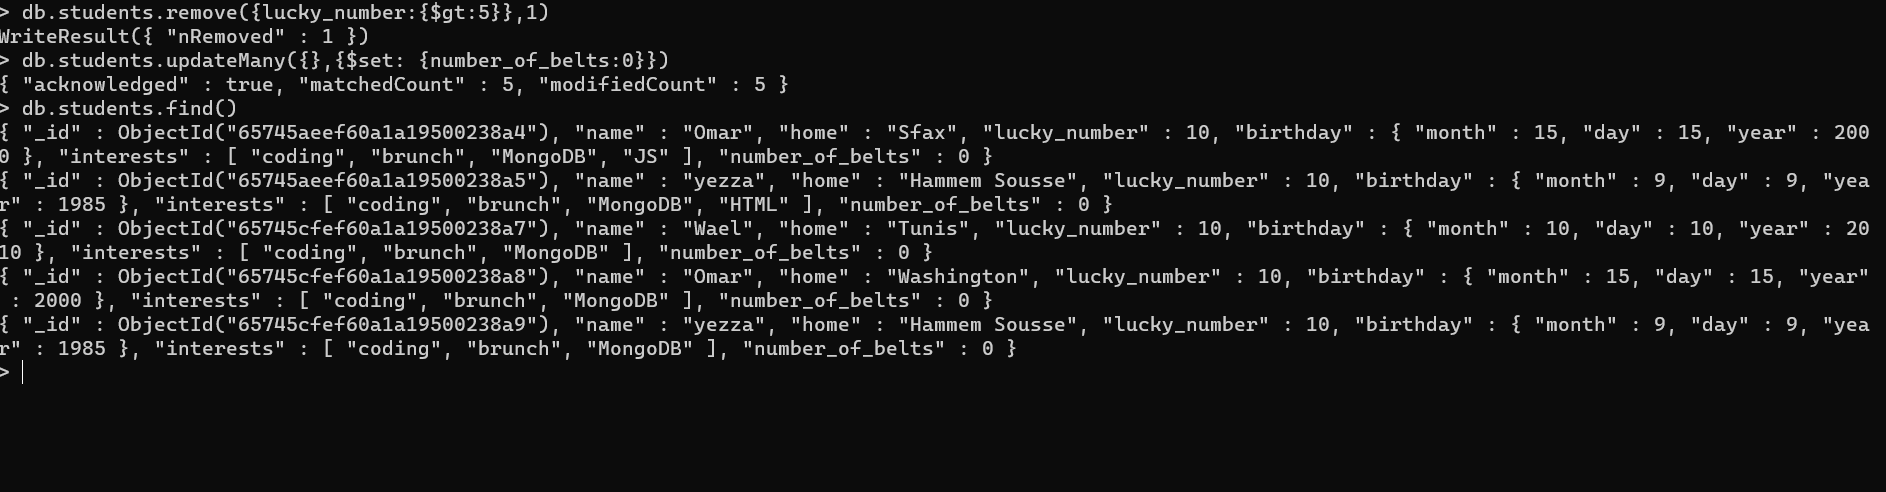 > db.students.remove({lucky_number:{$gt:5}},1)
WriteResult({ "nRemoved" : 1 })
> db.students.updateMany({},{$set: {number_of_belts:0}})
{ "acknowledged" : true, "matchedCount" : 5, "modifiedCount" : 5 }
> db.students.find()
{ "_id" : ObjectId("65745aeef60a1a19500238a4"), "name" : "Omar", "home" : "Sfax", "lucky_number" : 10, "birthday" : { "month" : 15, "day" : 15, "year" : 200
0 }, "interests" : [ "coding", "brunch", "MongoDB", "JS" ], "number_of_belts" : 0 }
{ "_id" : ObjectId("65745aeef60a1a19500238a5"), "name" : "yezza", "home" : "Hammem Sousse", "lucky_number" : 10, "birthday" : { "month" : 9, "day" : 9, "yea
r" : 1985 }, "interests" : [ "coding", "brunch", "MongoDB", "HTML" ], "number_of_belts" : 0 }
{ "_id" : ObjectId("65745cfef60a1a19500238a7"), "name" : "Wael", "home" : "Tunis", "lucky_number" : 10, "birthday" : { "month" : 10, "day" : 10, "year" : 20
10 }, "interests" : [ "coding", "brunch", "MongoDB" ], "number_of_belts" : 0 }
{ "_id" : ObjectId("65745cfef60a1a19500238a8"), "name" : "Omar", "home" : "Washington", "lucky_number" : 10, "birthday" : { "month" : 15, "day" : 15, "year"
 : 2000 }, "interests" : [ "coding", "brunch", "MongoDB" ], "number_of_belts" : 0 }
{ "_id" : ObjectId("65745cfef60a1a19500238a9"), "name" : "yezza", "home" : "Hammem Sousse", "lucky_number" : 10, "birthday" : { "month" : 9, "day" : 9, "yea
r" : 1985 }, "interests" : [ "coding", "brunch", "MongoDB" ], "number_of_belts" : 0 }
>